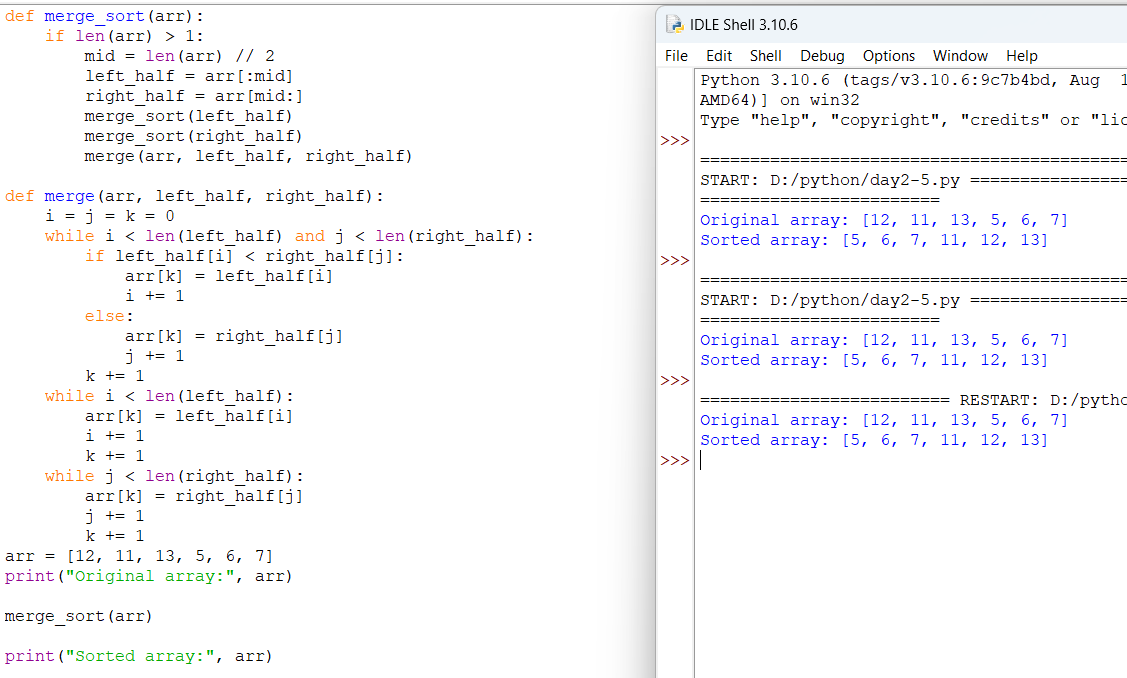 def merge_sort(arr):
    if len(arr) > 1:
        mid = len(arr) // 2
        left_half = arr[:mid]
        right_half = arr[mid:]
        merge_sort(left_half)
        merge_sort(right_half)
        merge(arr, left_half, right_half)
def merge(arr, left_half, right_half):
    i = j = k = 0
    while i < len(left_half) and j < len(right_half):
        if left_half[i] < right_half[j]:
            arr[k] = left_half[i]
            i += 1
        else:
            arr[k] = right_half[j]
            j += 1
        k += 1
    while i < len(left_half):
        arr[k] = left_half[i]
        i += 1
        k += 1
    while j < len(right_half):
        arr[k] = right_half[j]
        j += 1
        k += 1
arr = [12, 11, 13, 5, 6, 7]
print("Original array:", arr)
merge_sort(arr)
print("Sorted array:", arr)
IDLE Shell 3.10.6
File Edit Shell Debug Options Window Help
Python 3.10.6 (tags/v3.10.6:9c7b4bd, Aug 1
AMD64)] on win32
Type "help", "copyright", "credits" or "lic
>>>
===========================================
START: D:/python/day2-5.py ================
========================
Original array: [12, 11, 13, 5, 6, 7]
Sorted array: [5, 6, 7, 11, 12, 13]
>>>
===========================================
START: D:/python/day2-5.py ================
========================
Original array: [12, 11, 13, 5, 6, 7]
Sorted array: [5, 6, 7, 11, 12, 13]
>>>
========================= RESTART: D:/pytho
Original array: [12, 11, 13, 5, 6, 7]
Sorted array: [5, 6, 7, 11, 12, 13]
>>>